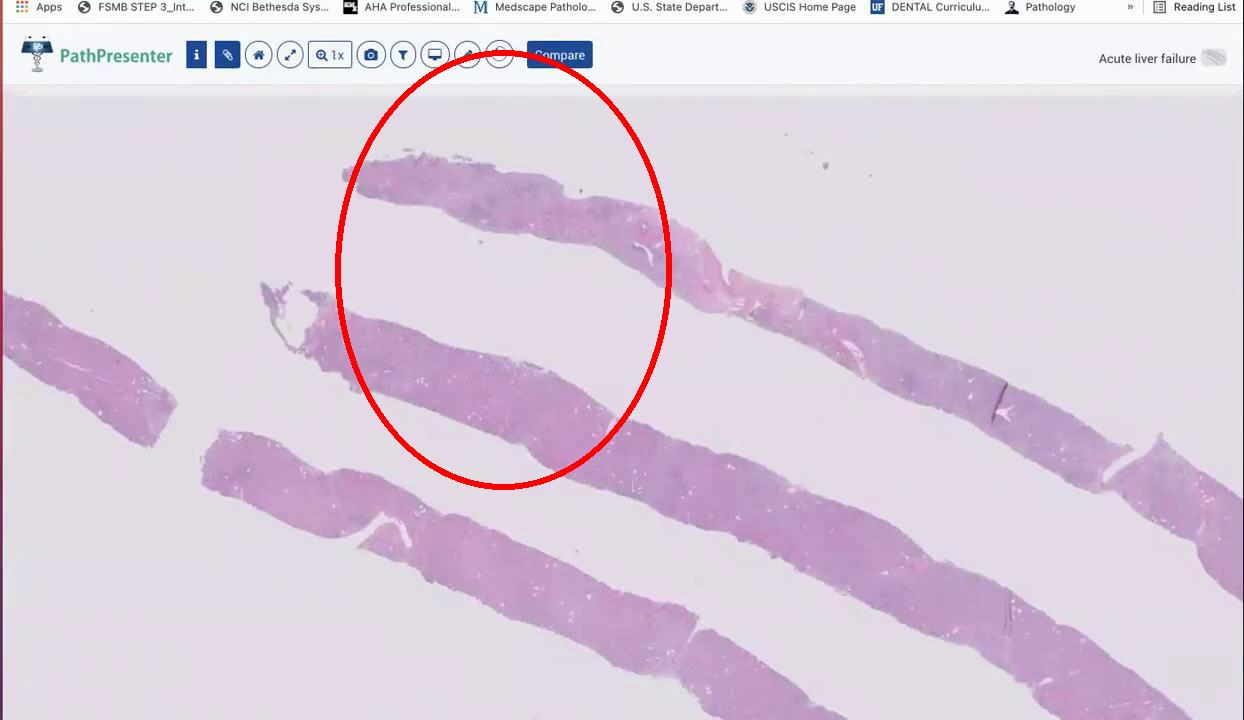 Apps FSMB STEP 3_Int... NCI Bethesda Sys... AHA Professional... Medscape Patholo... U.S. State Depart... USCIS Home Page UF DENTAL Curriculu... Pathology » Reading List
PathPresenter i 1x Compare Acute liver failure